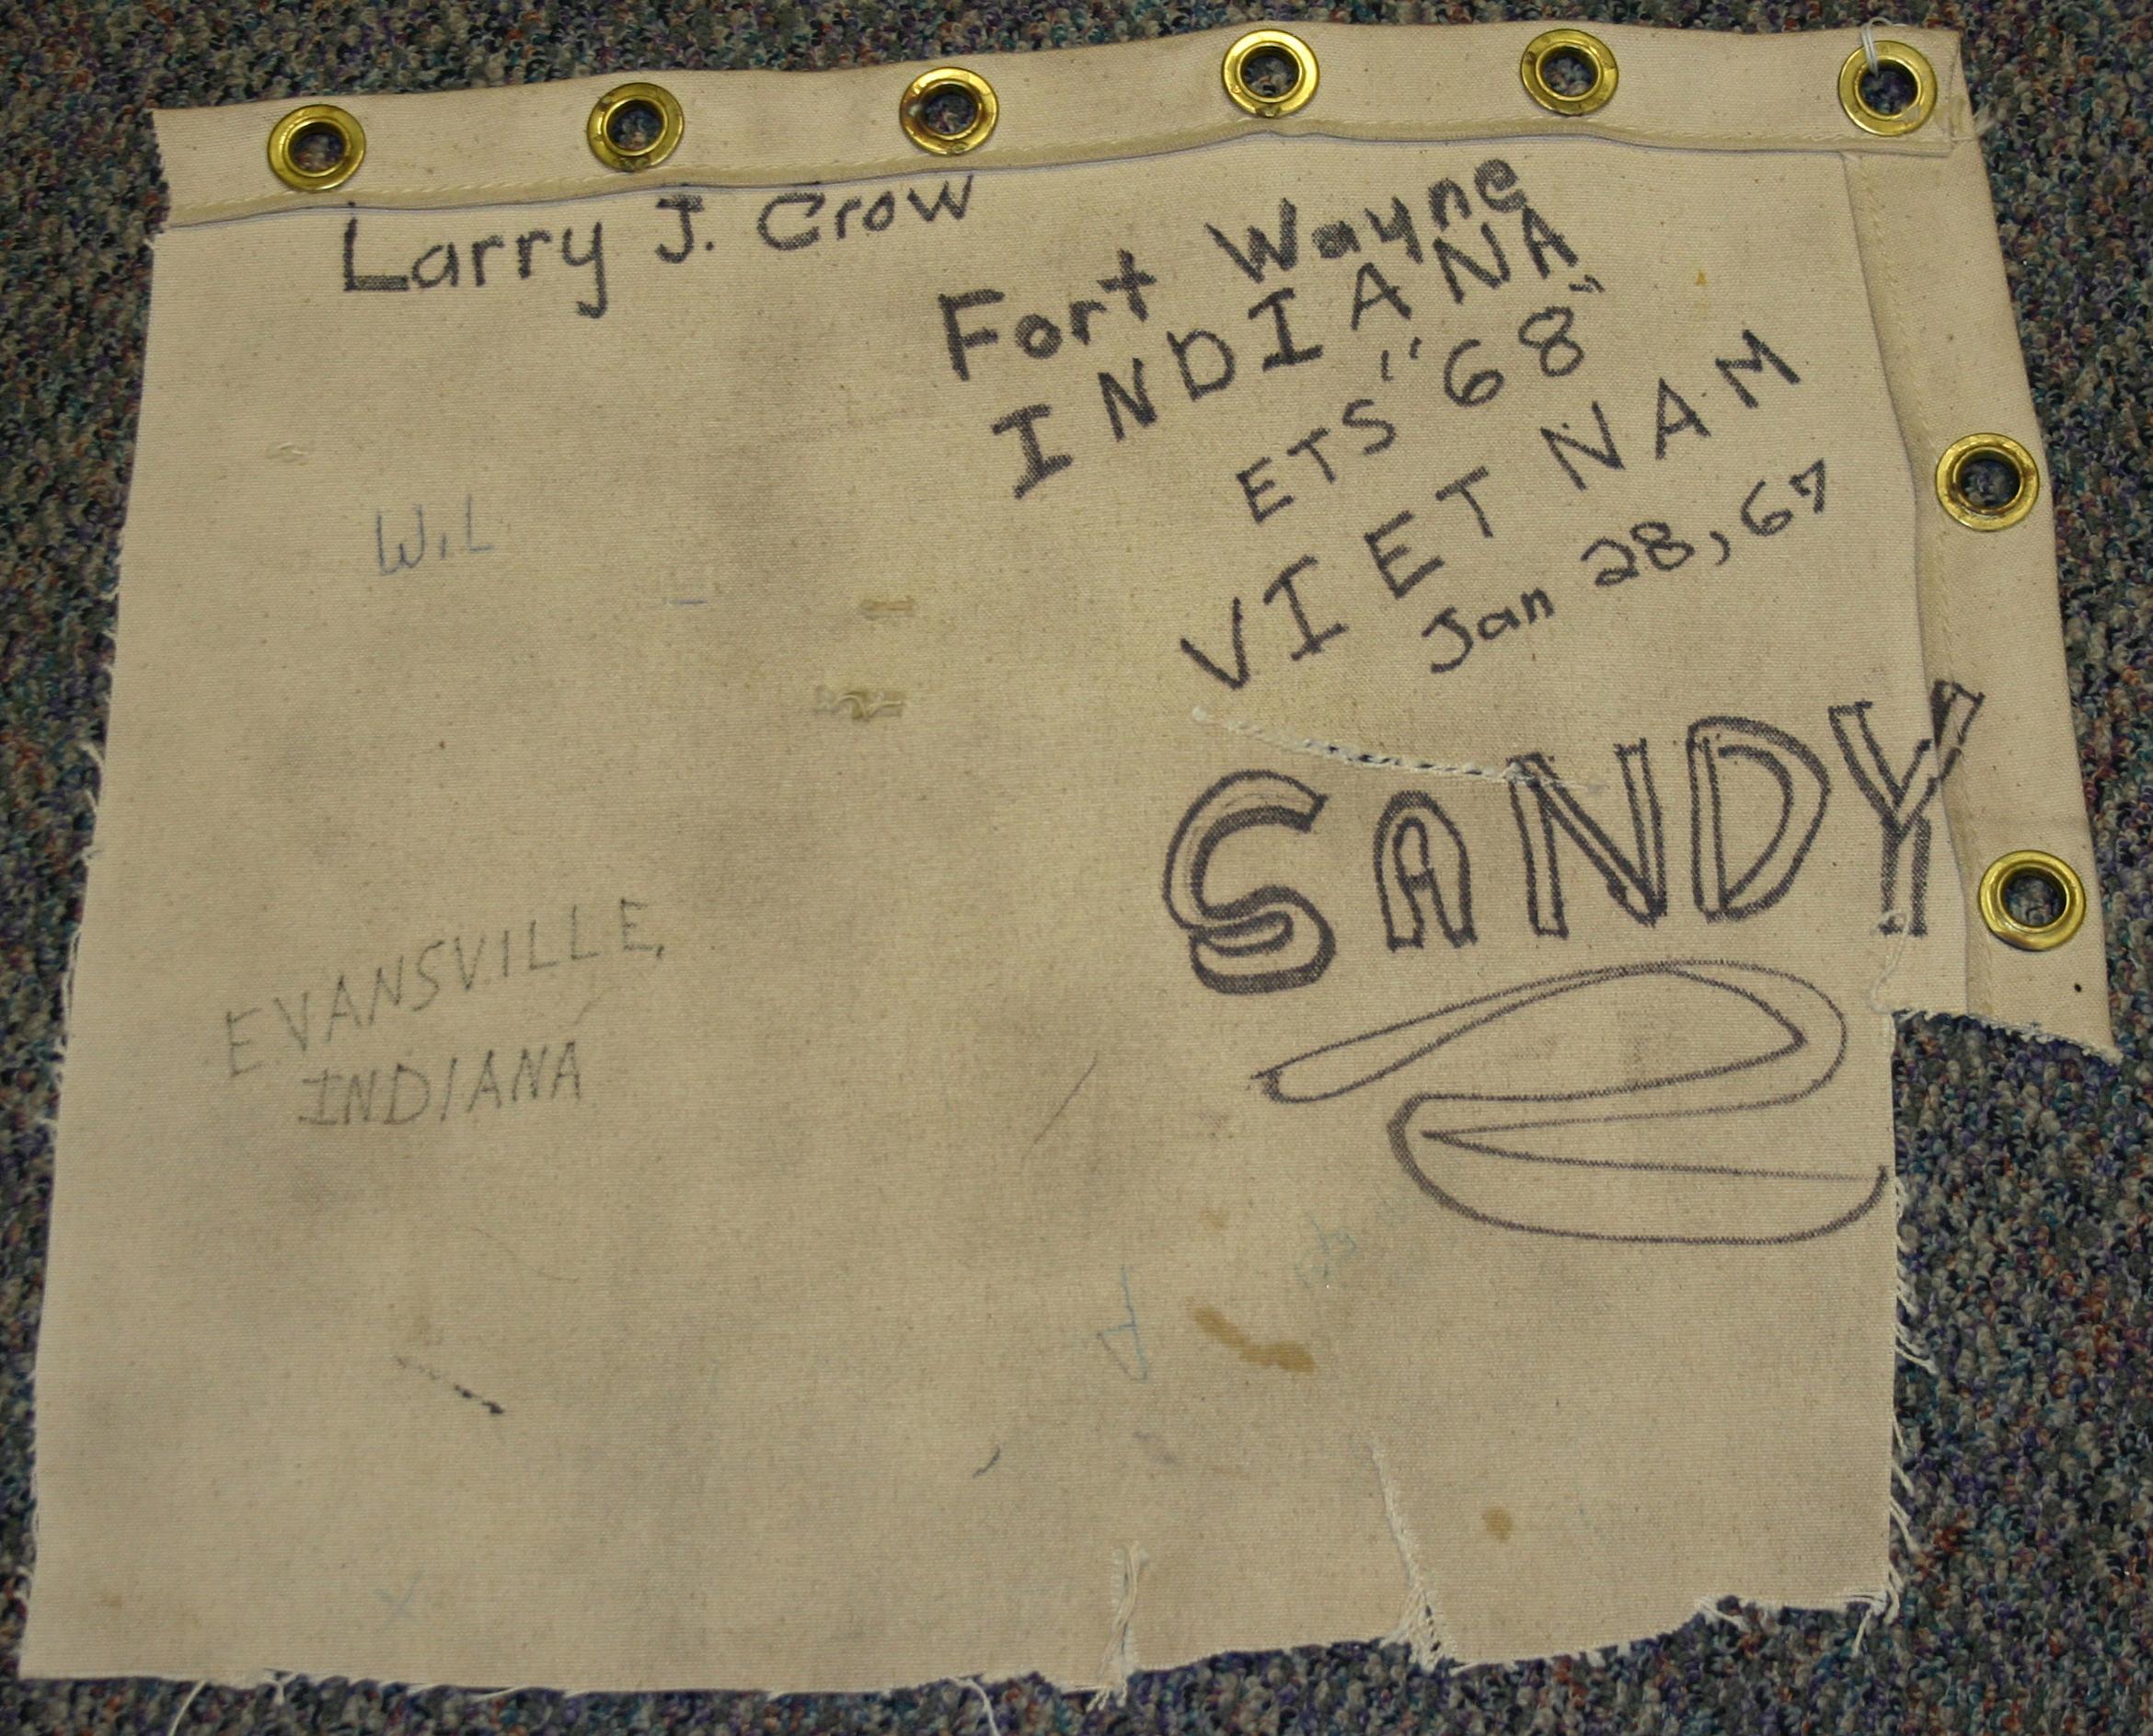 Larry J. Crow
Fort Wayne
INDIANA,
ETS "68"
VIET NAM
Jan 28, 67
W.L
SANDY
EVANSVILLE,
INDIANA